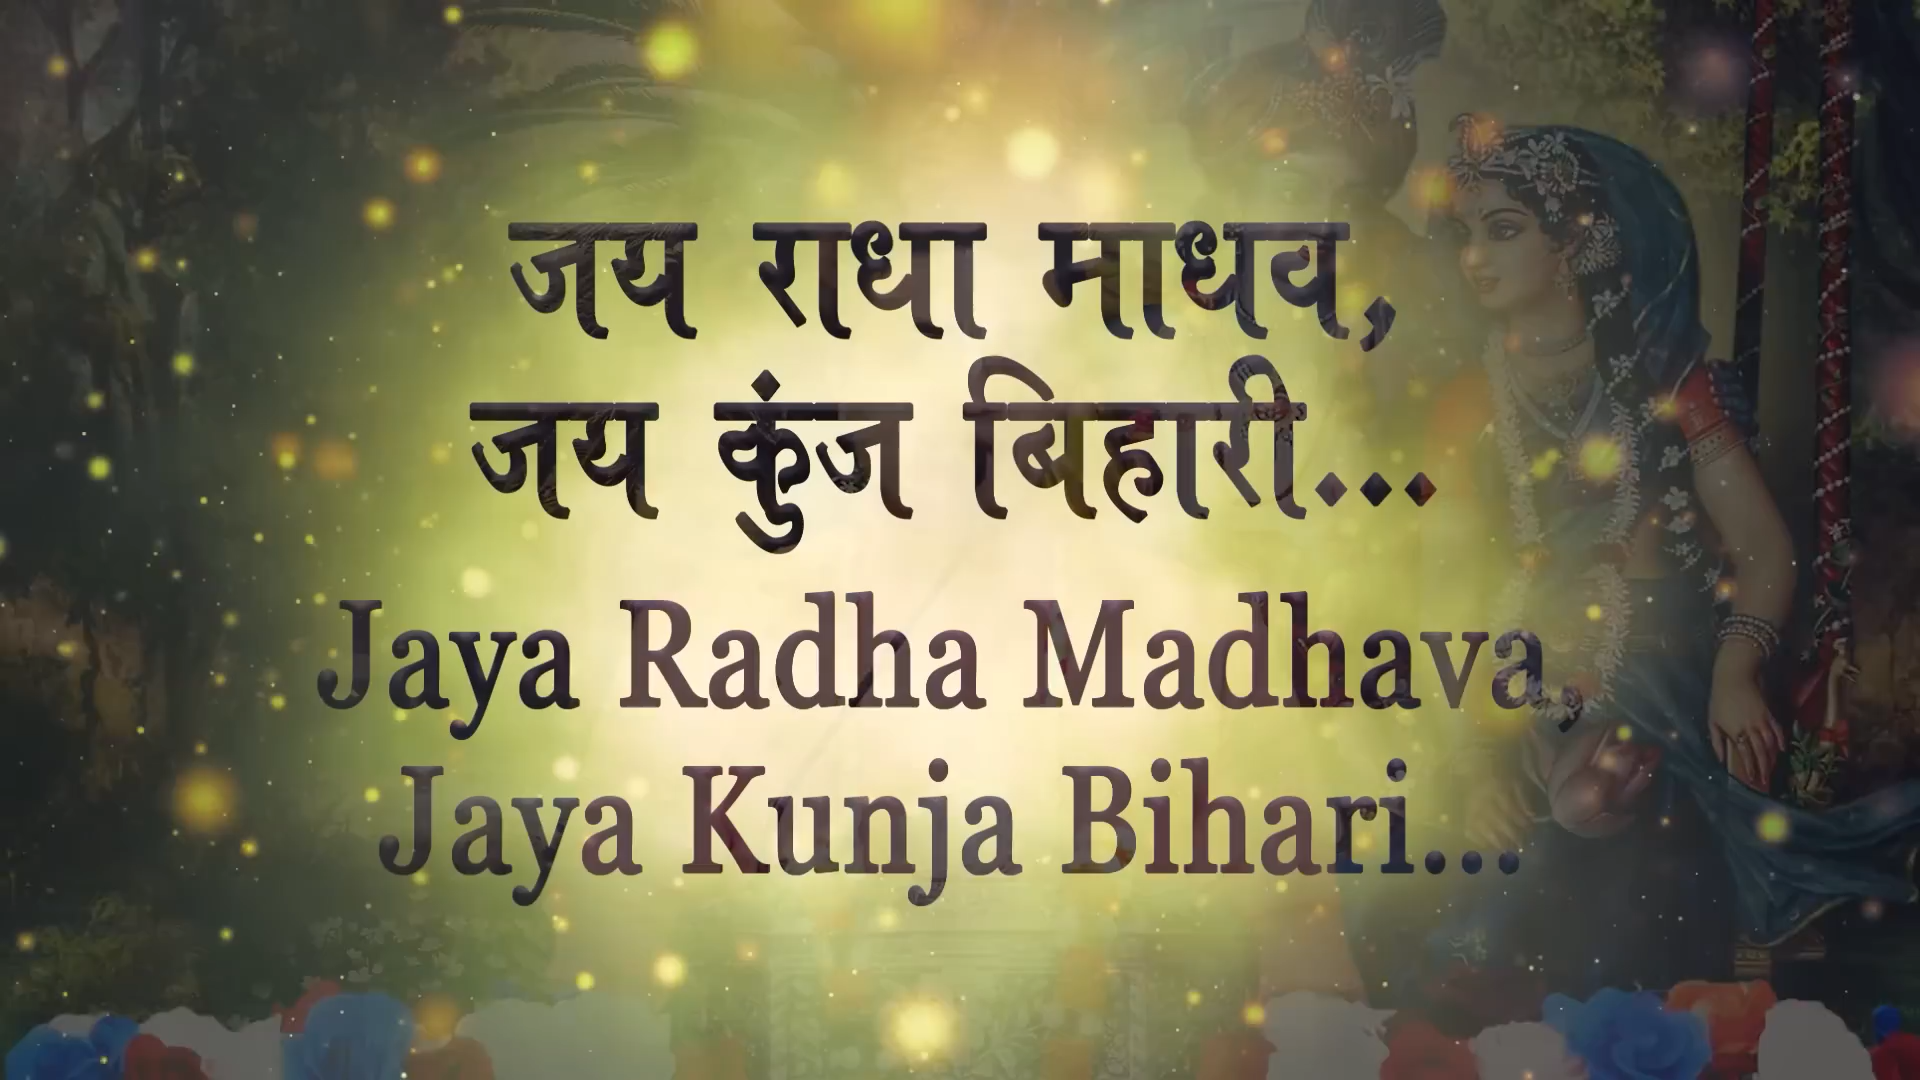 जय राधा माधव,
जय कुंज बिहारी...
Jaya Radha Madhava,
Jaya Kunja Bihari...